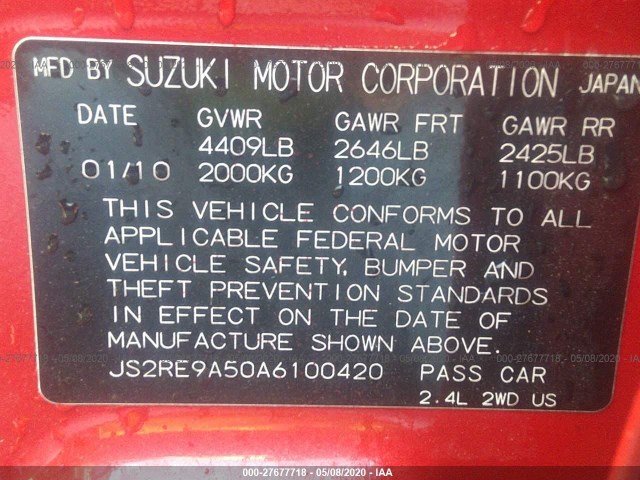 MFD BY SUZUKI MOTOR CORPORATION JAPAN
DATE GVWR GAWR FRT GAWR RR
4409LB 2646LB 2425LB
01/10 2000KG 1200KG 1100KG
THIS VEHICLE CONFORMS TO ALL
APPLICABLE FEDERAL MOTOR
VEHICLE SAFETY, BUMPER AND
THEFT PREVENTION STANDARDS
IN EFFECT ON THE DATE OF
MANUFACTURE SHOWN ABOVE.
JS2RE9A50A6100420 PASS CAR
2.4L 2WD US
000-27677718 - 05/08/2020 - IAA